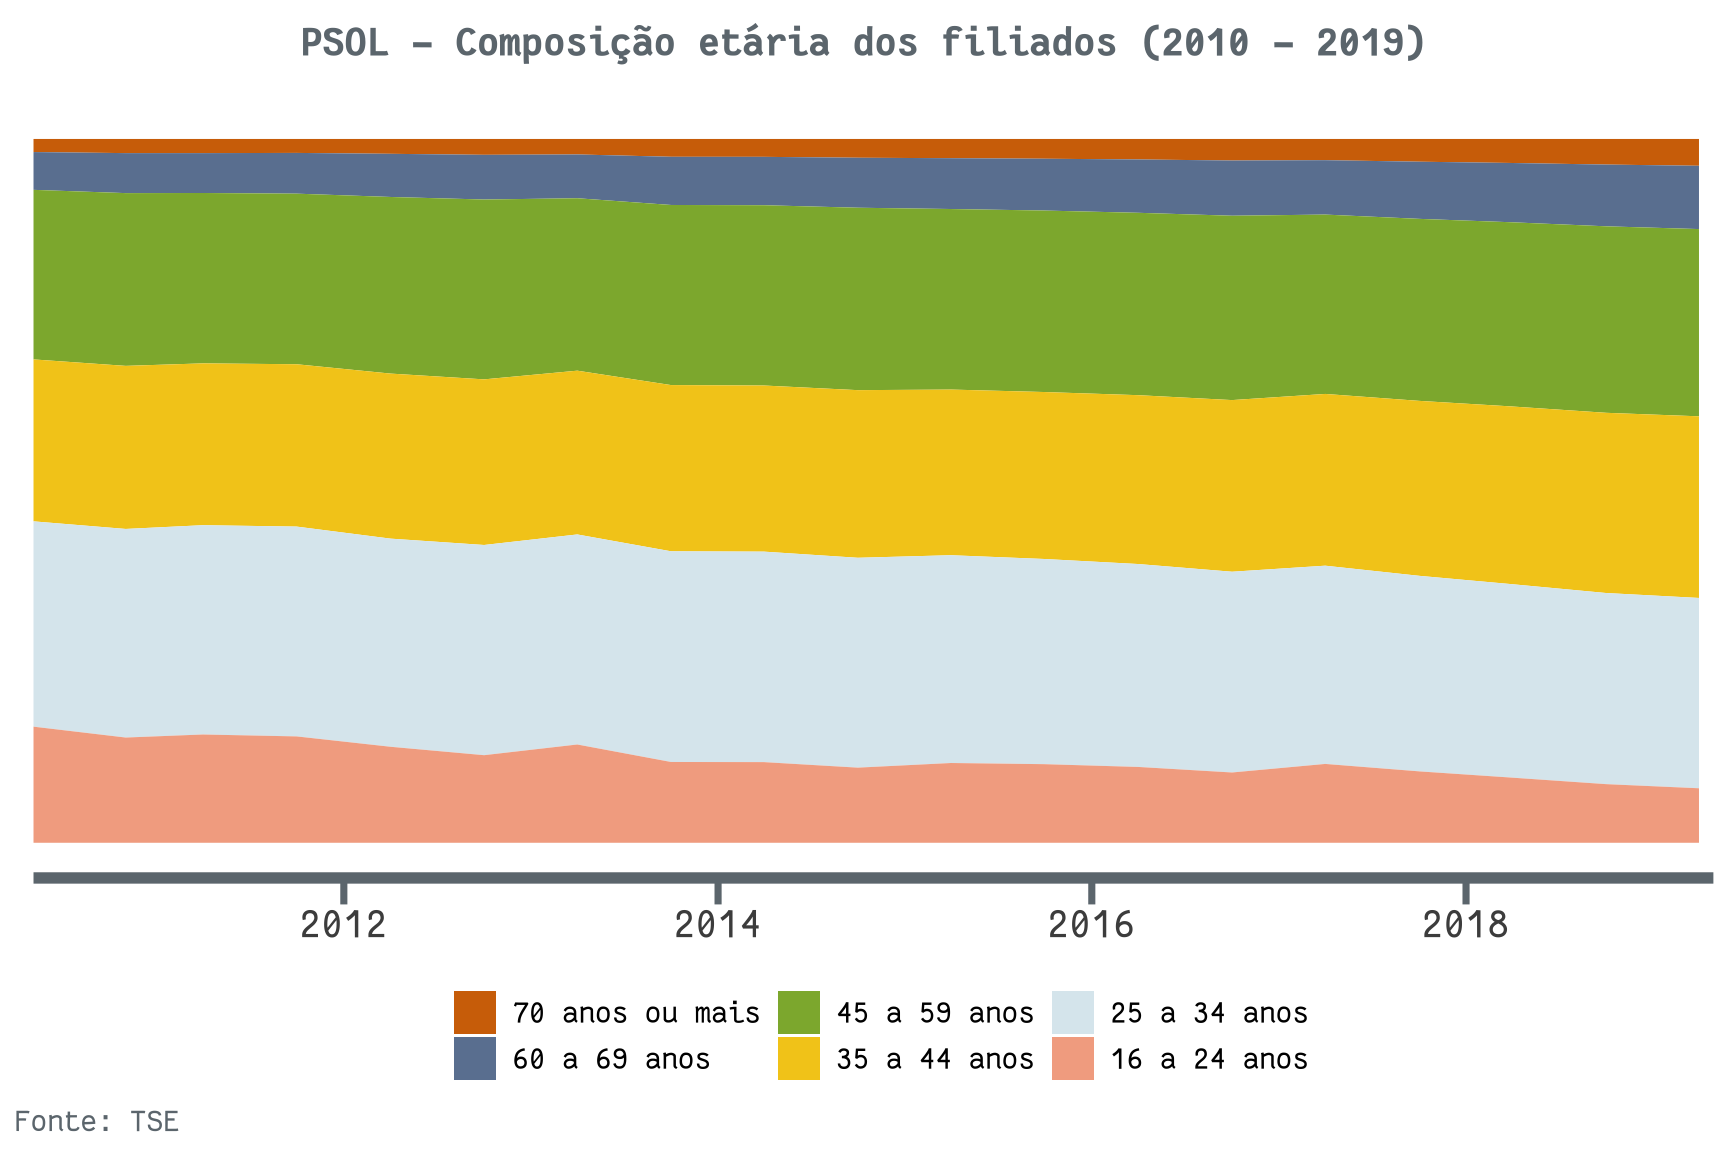 PSOL – Composição etária dos filiados (2010 – 2019)
2012 2014 2016 2018
70 anos ou mais 45 a 59 anos 25 a 34 anos
60 a 69 anos 35 a 44 anos 16 a 24 anos
Fonte: TSE